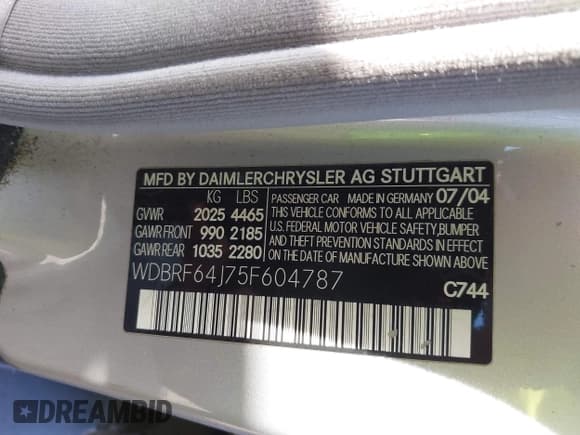 MFD BY DAIMLERCHRYSLER AG STUTTGART
KG LBS
GVWR 2025 4465
GAWR FRONT 990 2185
GAWR REAR 1035 2280
PASSENGER CAR MADE IN GERMANY 07/04
THIS VEHICLE CONFORMS TO ALL APPLICABLE
U.S. FEDERAL MOTOR VEHICLE SAFETY,BUMPER
AND THEFT PREVENTION STANDARDS IN EFFECT
ON THE DATE OF MANUFACTURE SHOWN ABOVE
WDBRF64J75F604787
C744
DREAMBID